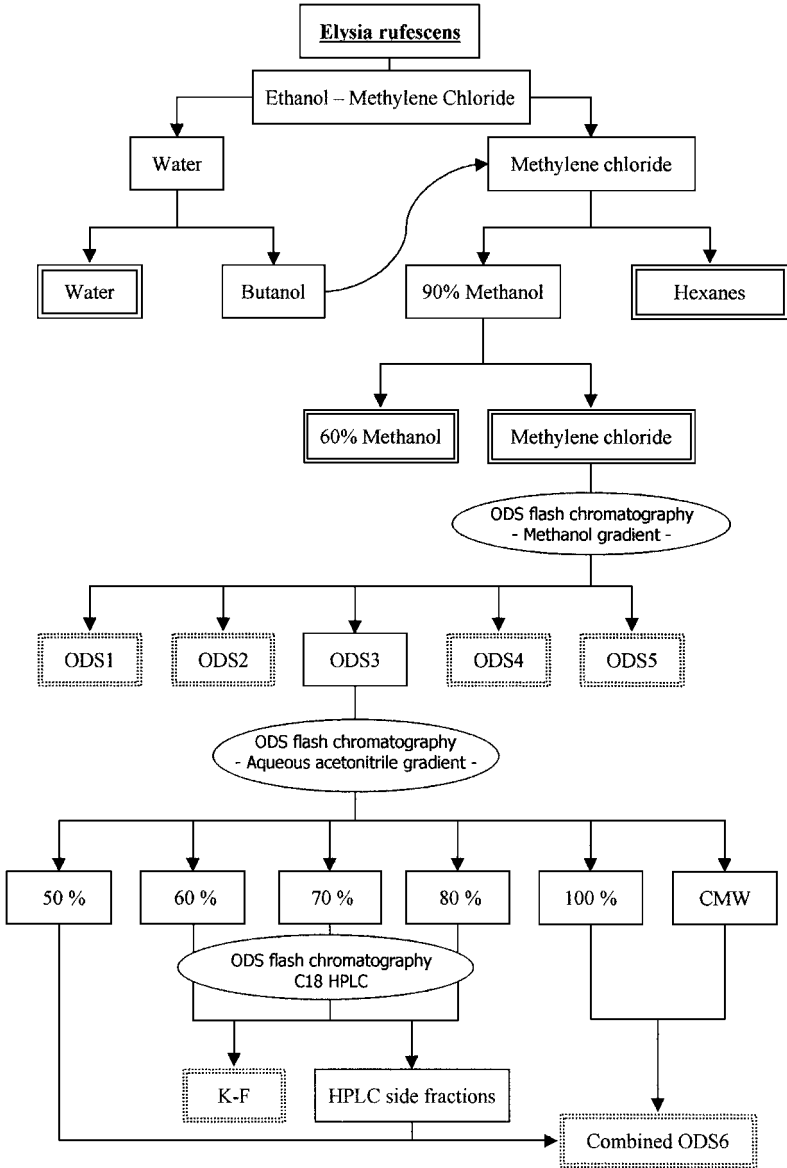 Elysia rufescens
Ethanol – Methylene Chloride
Water
Methylene chloride
Water
Butanol
90% Methanol
Hexanes
60% Methanol
Methylene chloride
ODS flash chromatography
- Methanol gradient -
ODS1
ODS2
ODS3
ODS4
ODS5
ODS flash chromatography
- Aqueous acetonitrile gradient -
50 %
60 %
70 %
80 %
100 %
CMW
ODS flash chromatography
C18 HPLC
K-F
HPLC side fractions
Combined ODS6